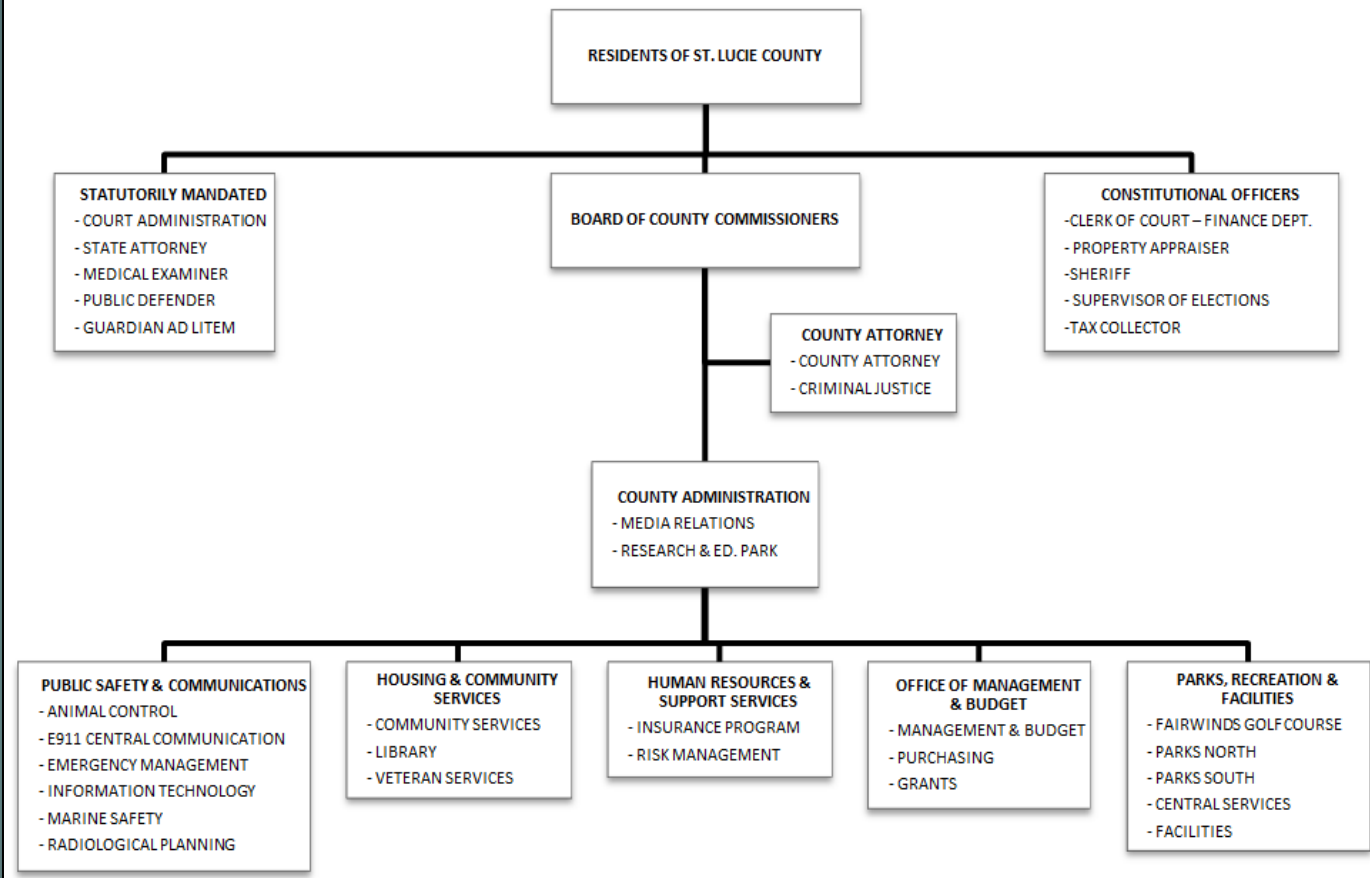 RESIDENTS OF ST. LUCIE COUNTY
STATUTORILY MANDATED
- COURT ADMINISTRATION
- STATE ATTORNEY
- MEDICAL EXAMINER
- PUBLIC DEFENDER
- GUARDIAN AD LITEM
BOARD OF COUNTY COMMISSIONERS
CONSTITUTIONAL OFFICERS
-CLERK OF COURT – FINANCE DEPT.
- PROPERTY APPRAISER
-SHERIFF
- SUPERVISOR OF ELECTIONS
-TAX COLLECTOR
COUNTY ATTORNEY
- COUNTY ATTORNEY
- CRIMINAL JUSTICE
COUNTY ADMINISTRATION
- MEDIA RELATIONS
- RESEARCH & ED. PARK
PUBLIC SAFETY & COMMUNICATIONS
- ANIMAL CONTROL
- E911 CENTRAL COMMUNICATION
- EMERGENCY MANAGEMENT
- INFORMATION TECHNOLOGY
- MARINE SAFETY
- RADIOLOGICAL PLANNING
HOUSING & COMMUNITY
SERVICES
- COMMUNITY SERVICES
- LIBRARY
- VETERAN SERVICES
HUMAN RESOURCES &
SUPPORT SERVICES
- INSURANCE PROGRAM
- RISK MANAGEMENT
OFFICE OF MANAGEMENT
& BUDGET
- MANAGEMENT & BUDGET
- PURCHASING
- GRANTS
PARKS, RECREATION &
FACILITIES
- FAIRWINDS GOLF COURSE
- PARKS NORTH
- PARKS SOUTH
- CENTRAL SERVICES
- FACILITIES